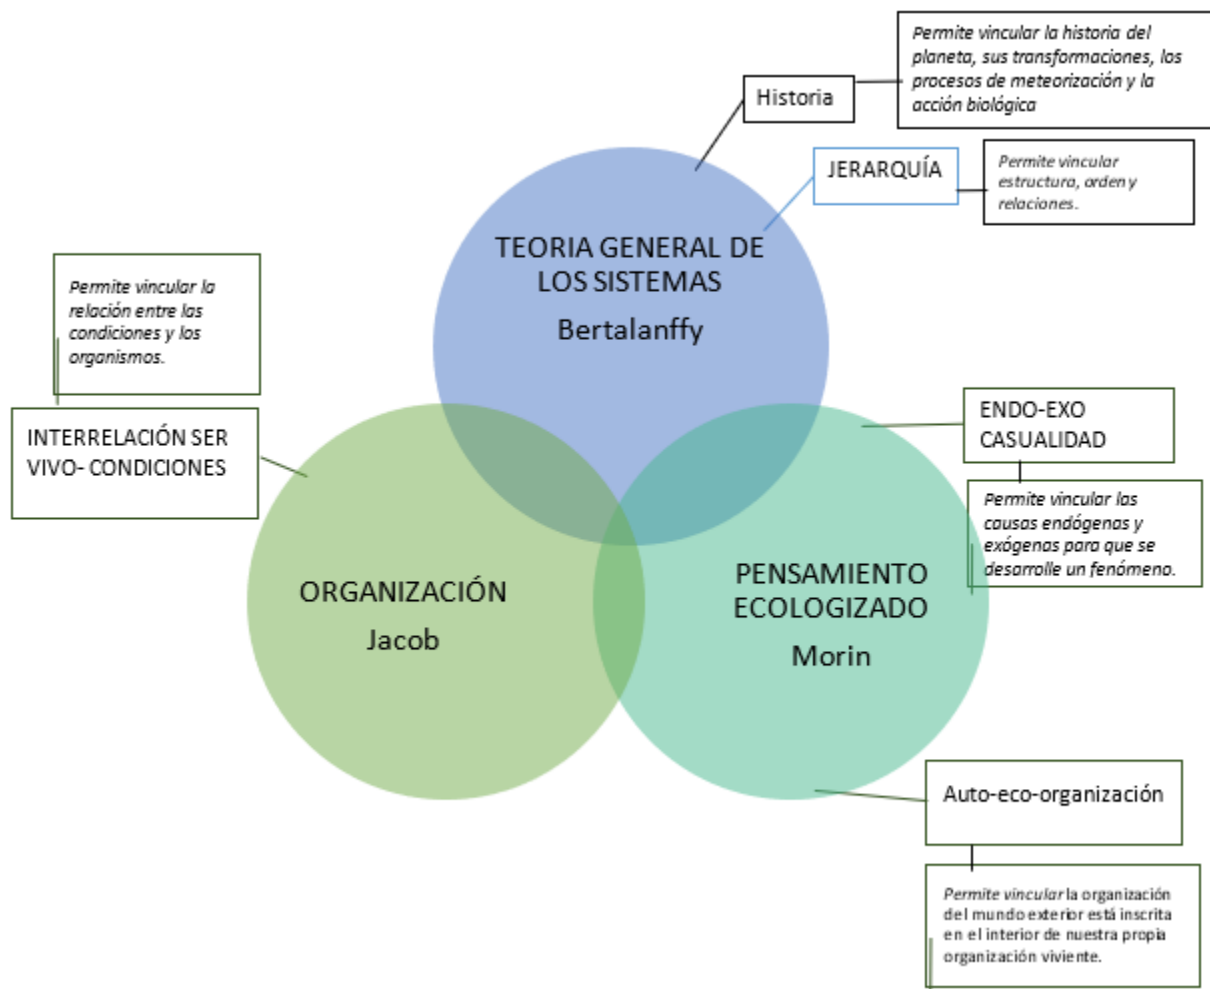 Permite vincular la historia del
planeta, sus transformaciones, los
procesos de meteorización y la
acción biológica
Historia
JERARQUÍA
Permite vincular
estructura, orden y
relaciones.
TEORIA GENERAL DE
LOS SISTEMAS
Bertalanffy
Permite vincular la
relación entre las
condiciones y los
organismos.
INTERRELACIÓN SER
VIVO- CONDICIONES
ENDO-EXO
CASUALIDAD
Permite vincular las
causas endógenas y
exógenas para que se
desarrolle un fenómeno.
ORGANIZACIÓN
Jacob
PENSAMIENTO
ECOLOGIZADO
Morin
Auto-eco-organización
Permite vincular la organización
del mundo exterior está inscrita
en el interior de nuestra propia
organización viviente.